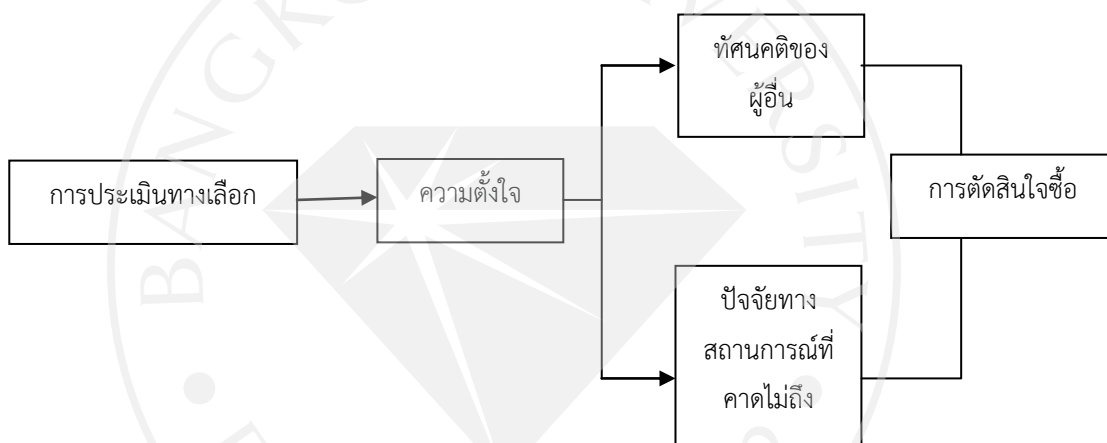 ทัศนคติของ
ผู้อื่น
การประเมินทางเลือก
ความตั้งใจ
การตัดสินใจซื้อ
ปัจจัยทาง
สถานการณ์ที่
คาดไม่ถึง
BANGKOK UNIVERSITY